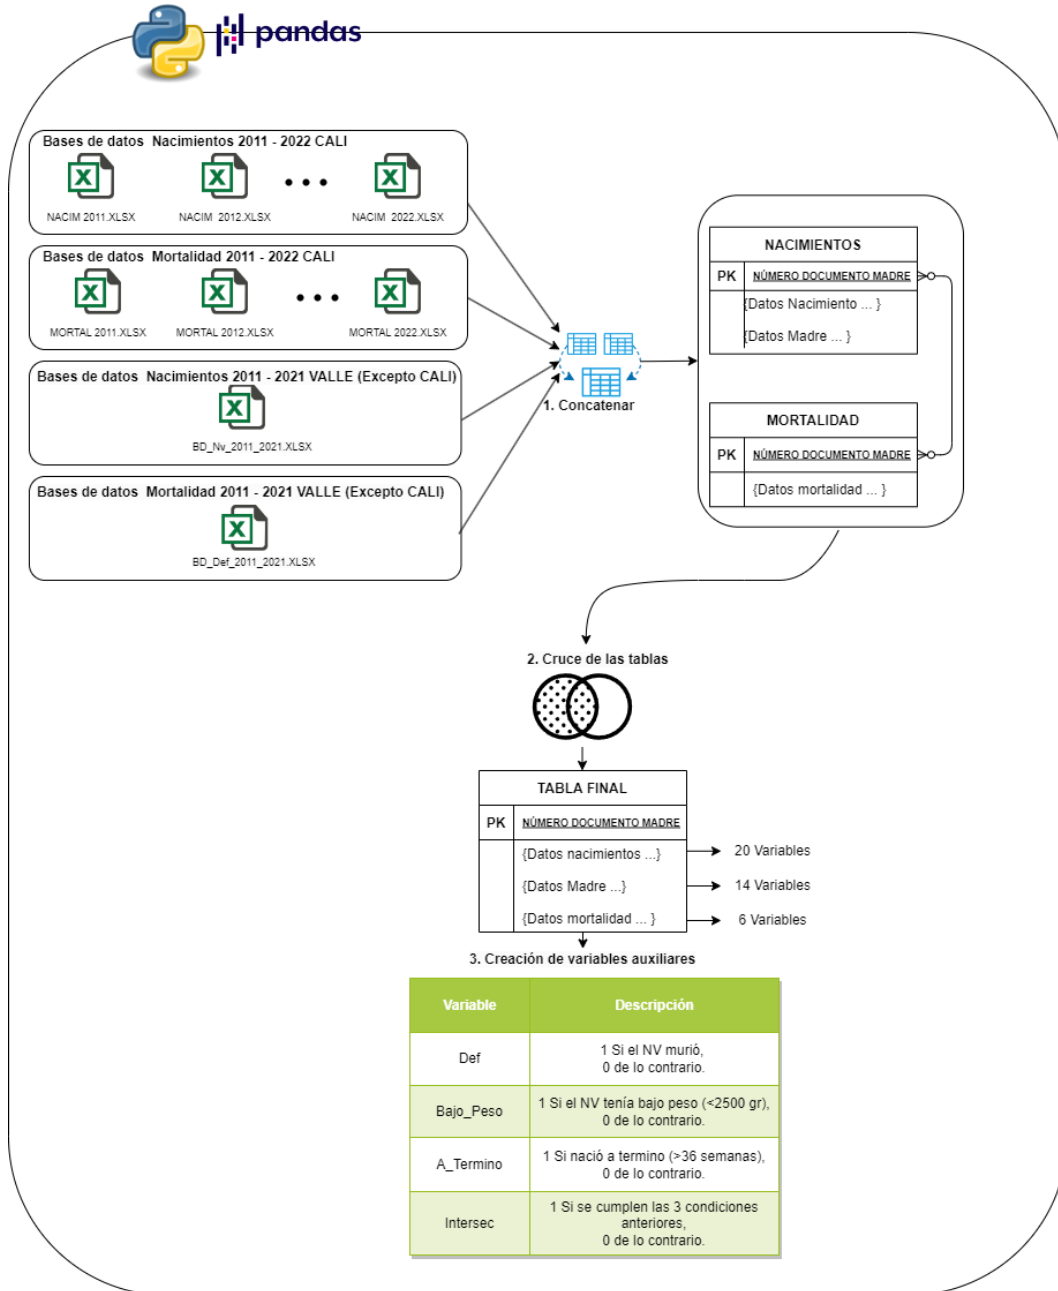 pandas
Bases de datos Nacimientos 2011 - 2022 CALI
NACIM 2011.XLSX
NACIM 2012.XLSX
NACIM 2022.XLSX
Bases de datos Mortalidad 2011 - 2022 CALI
MORTAL 2011.XLSX
MORTAL 2012.XLSX
MORTAL 2022.XLSX
Bases de datos Nacimientos 2011 - 2021 VALLE (Excepto CALI)
BD_Nv_2011_2021.XLSX
Bases de datos Mortalidad 2011 - 2021 VALLE (Excepto CALI)
BD_Def_2011_2021.XLSX
1. Concatenar
NACIMIENTOS
PK NÚMERO DOCUMENTO MADRE
{Datos Nacimiento ... }
{Datos Madre ... }
MORTALIDAD
PK NÚMERO DOCUMENTO MADRE
{Datos mortalidad ... }
2. Cruce de las tablas
TABLA FINAL
PK NÚMERO DOCUMENTO MADRE
{Datos nacimientos ...} 20 Variables
{Datos Madre ...} 14 Variables
{Datos mortalidad ... } 6 Variables
3. Creación de variables auxiliares
Variable Descripción
Def
1 Si el NV murió,
0 de lo contrario.
Bajo_Peso
1 Si el NV tenía bajo peso (<2500 gr),
0 de lo contrario.
A_Termino
1 Si nació a termino (>36 semanas),
0 de lo contrario.
Intersec
1 Si se cumplen las 3 condiciones
anteriores,
0 de lo contrario.